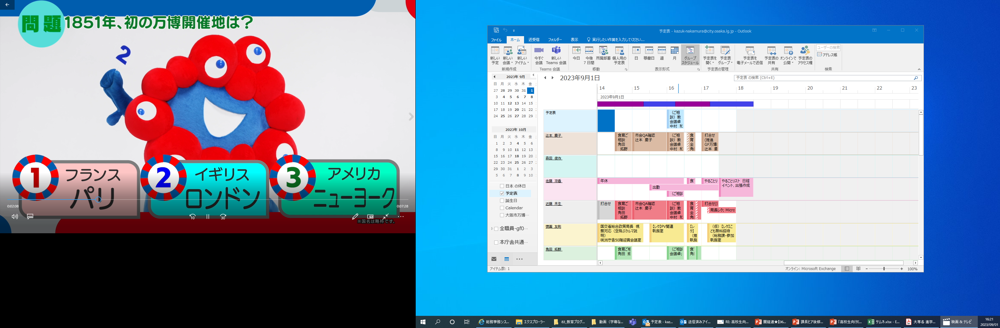 問題 1851年、初の万博開催地は?
2
1 フランス パリ
2 イギリス ロンドン
3 アメリカ ニューヨーク
0:02:08
0:07:28
10
30
※国名は略称です。
予定表 - kazuk-nakamura@city.osaka.lg.jp - Outlook
ファイル ホーム 送受信 フォルダー 表示 実行したい作業を入力してください...
新しい予定 新しい会議 新しいアイテム 今すぐ会議 新しい Teams 会議 今日 今後 7 日間 所属部署 個人用の予定表 日 稼働日 週 月 グループ スケジュール 予定表を開く 予定表グループ 予定表を電子メールで送信 予定表の共有 オンラインで公開 予定表のアクセス権 ユーザーの検索 アドレス帳
新規作成 Teams 会議 移動 表示形式 予定表の管理 共有 検索
2023年 9月
日 月 火 水 木 金
27 28 29 30 31 1
3 4 5 6 7 8
10 11 12 13 14 15
17 18 19 20 21 22
24 25 26 27 28 29
2023年 10月
日 月 火 水 木 金
1 2 3 4 5 6
8 9 10 11 12 13
15 16 17 18 19 20
22 23 24 25 26 27
29 30 31 1 2 3
5 6 7 8 9 10
日本 の休日
予定表
誕生日
Calendar
大阪市万博…
全職員-gf0…
本庁舎共通…
2023年9月1日
予定表 の検索 (Ctrl+E)
14 15 16 17 18 19 20 21 22 23
2023年9月1日
予定表
(ご相談) 教 会議卓 中村 和
辻本 慶子
食育ご相談 角田 拓野
市会QA確認 辻本 慶子
(ご相談) 教 会議卓 中村 和
食育 全 角
打合せ (推進 GF万博: 辻本 慶
森田 俊作
佐藤 冴香
年休
食
やることリ
やることリスト 日経イベント、出張作成
出勤
(ご相談
近藤 未生
打合せ
食育ご相談 角田 拓野
市会QA確認 辻本 慶子
(ご相談) 教 会議卓 中村 和
食育 全 角
打合せ(
局長レク; Micro
友則
国交省総合政策局長 視察対応(空飛ぶクルマ説明) 咲洲庁舎50階迎賓会議室
【レク】PV関連 執務室
【レク】 (推 執務
(仮)【レク】こども無料招待 (総務課・参加 執務室
角田 拓野
食育ご相 角田 拓
(ご相談 会議卓;
食 角
アイテム数: 1
オンライン: Microsoft Exchange
100%
総務事務シス... エクスプローラー 83_教育プログ... 動画(字幕な... 予定表 - kaz... 送信済みアイ... RE: 高校生向... 関経連★【06... 課長ヒア後修... 「高校生向けE... サムネ.xlsx - E... 大専各 進学... 映画 & テレビ
16:21
2023/09/01